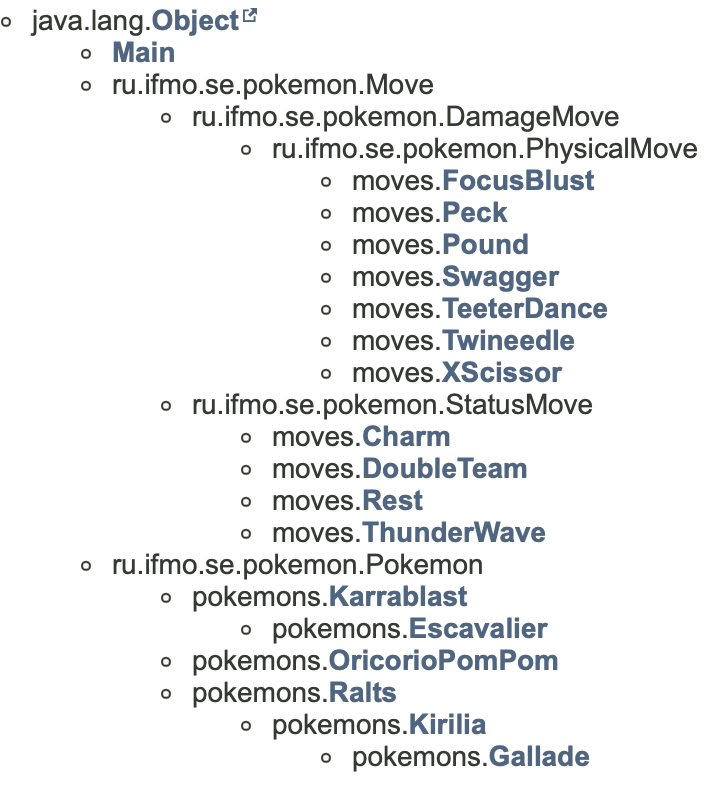 java.lang.Object
Main
ru.ifmo.se.pokemon.Move
ru.ifmo.se.pokemon.DamageMove
ru.ifmo.se.pokemon.PhysicalMove
moves.FocusBlust
moves.Peck
moves.Pound
moves.Swagger
moves.TeeterDance
moves.Twineedle
moves.XScissor
ru.ifmo.se.pokemon.StatusMove
moves.Charm
moves.DoubleTeam
moves.Rest
moves.ThunderWave
ru.ifmo.se.pokemon.Pokemon
pokemons.Karrablast
pokemons.Escavalier
pokemons.OricorioPomPom
pokemons.Ralts
pokemons.Kirilia
pokemons.Gallade